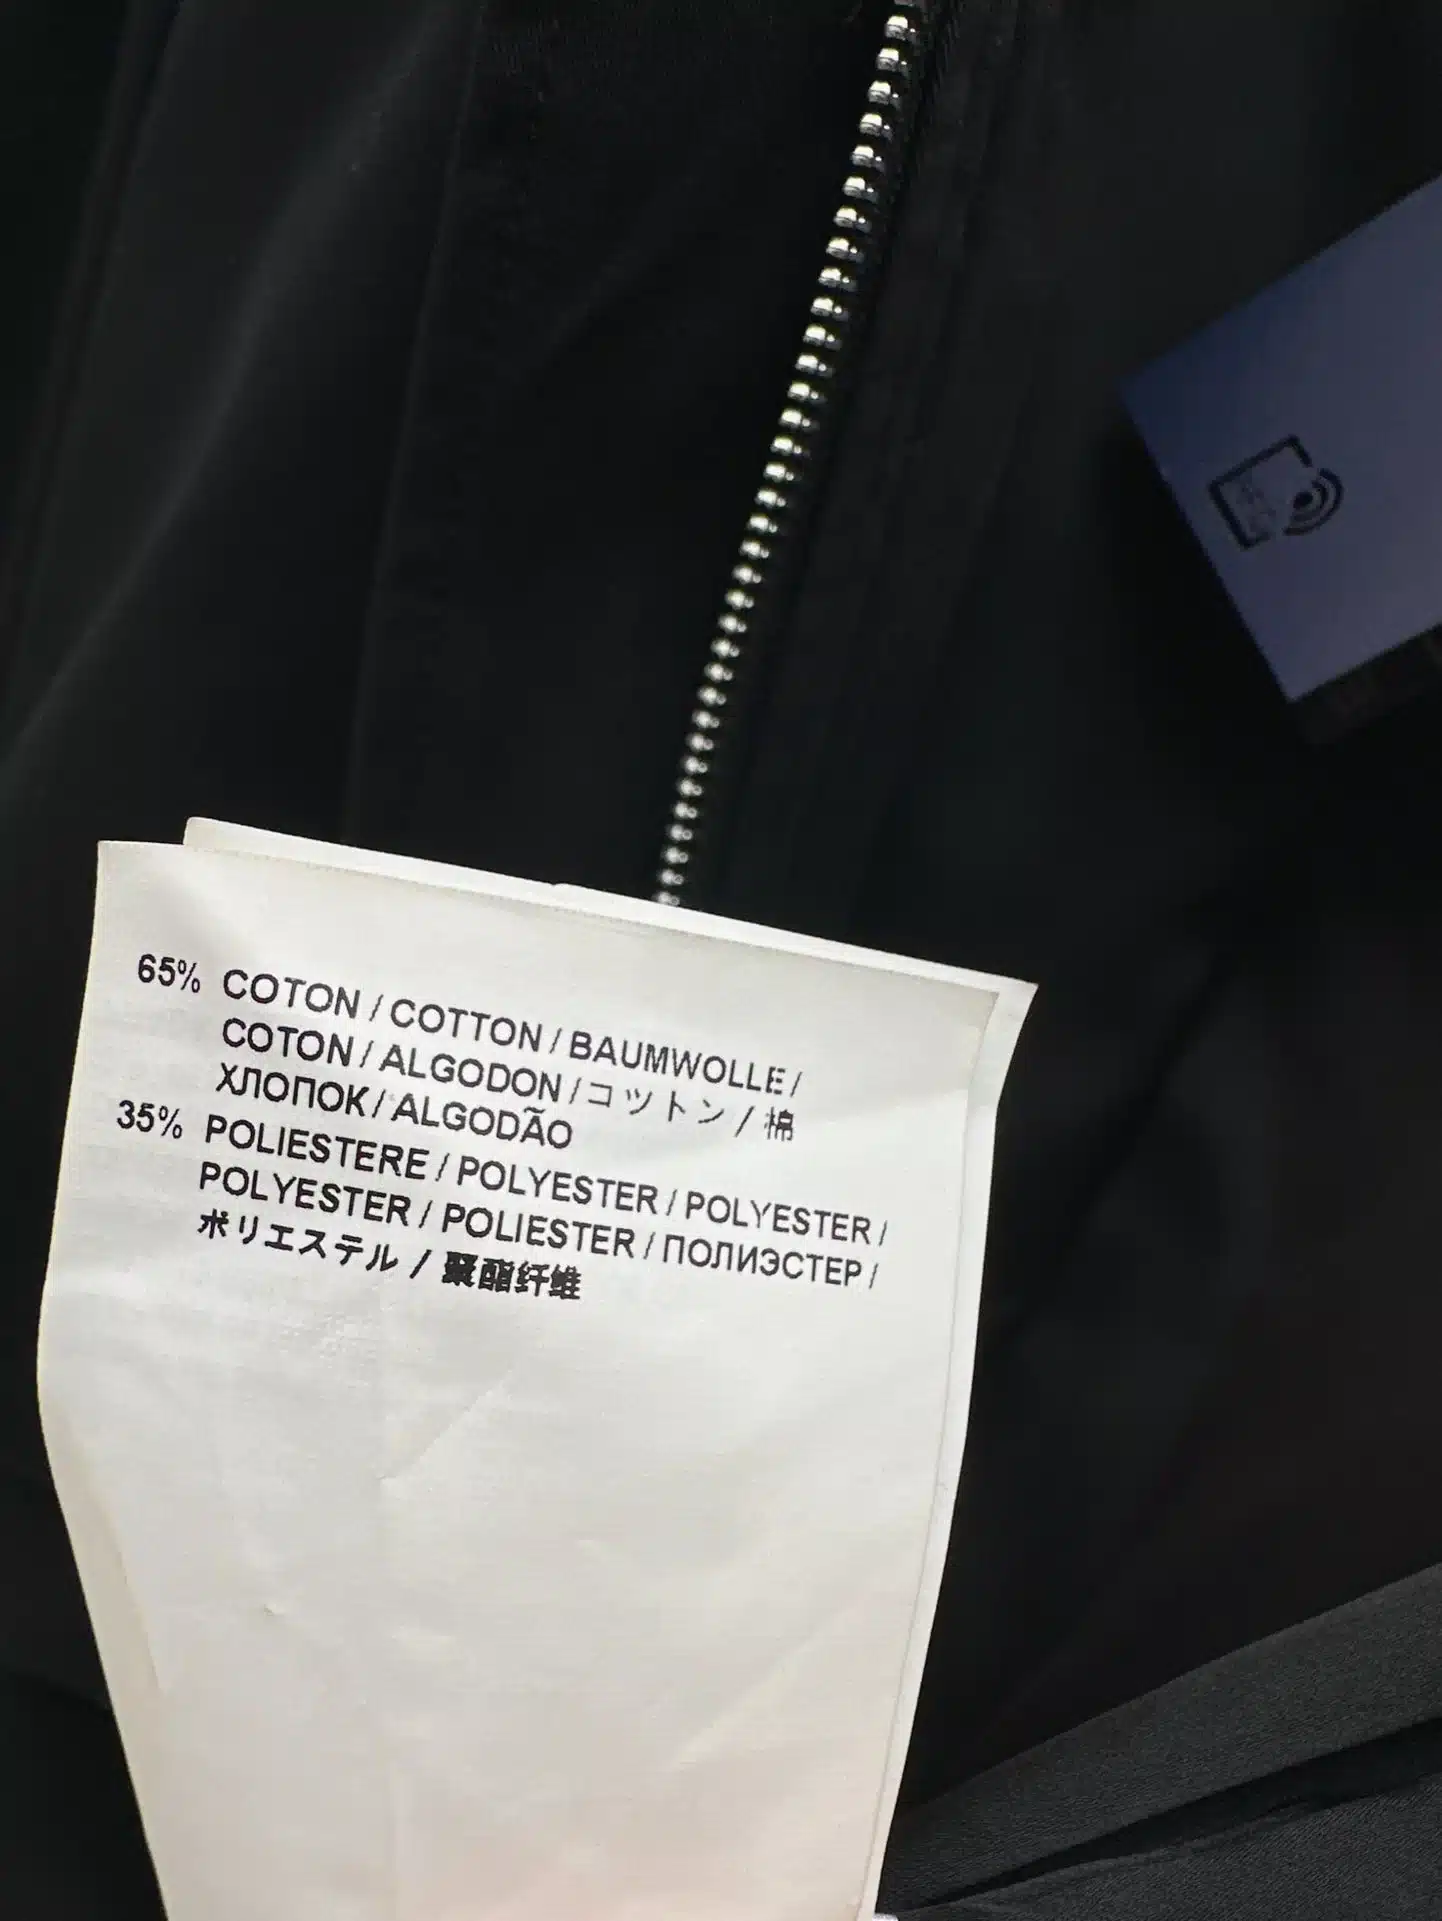 65% COTON / COTTON / BAUMWOLLE /
COTON / ALGODON / コットン / 棉
ХЛОПОК / ALGODÃO
35% POLIESTERE / POLYESTER / POLYESTER /
POLYESTER / POLIESTER / ПОЛИЭСТЕР /
ポリエステル / 聚酯纤维